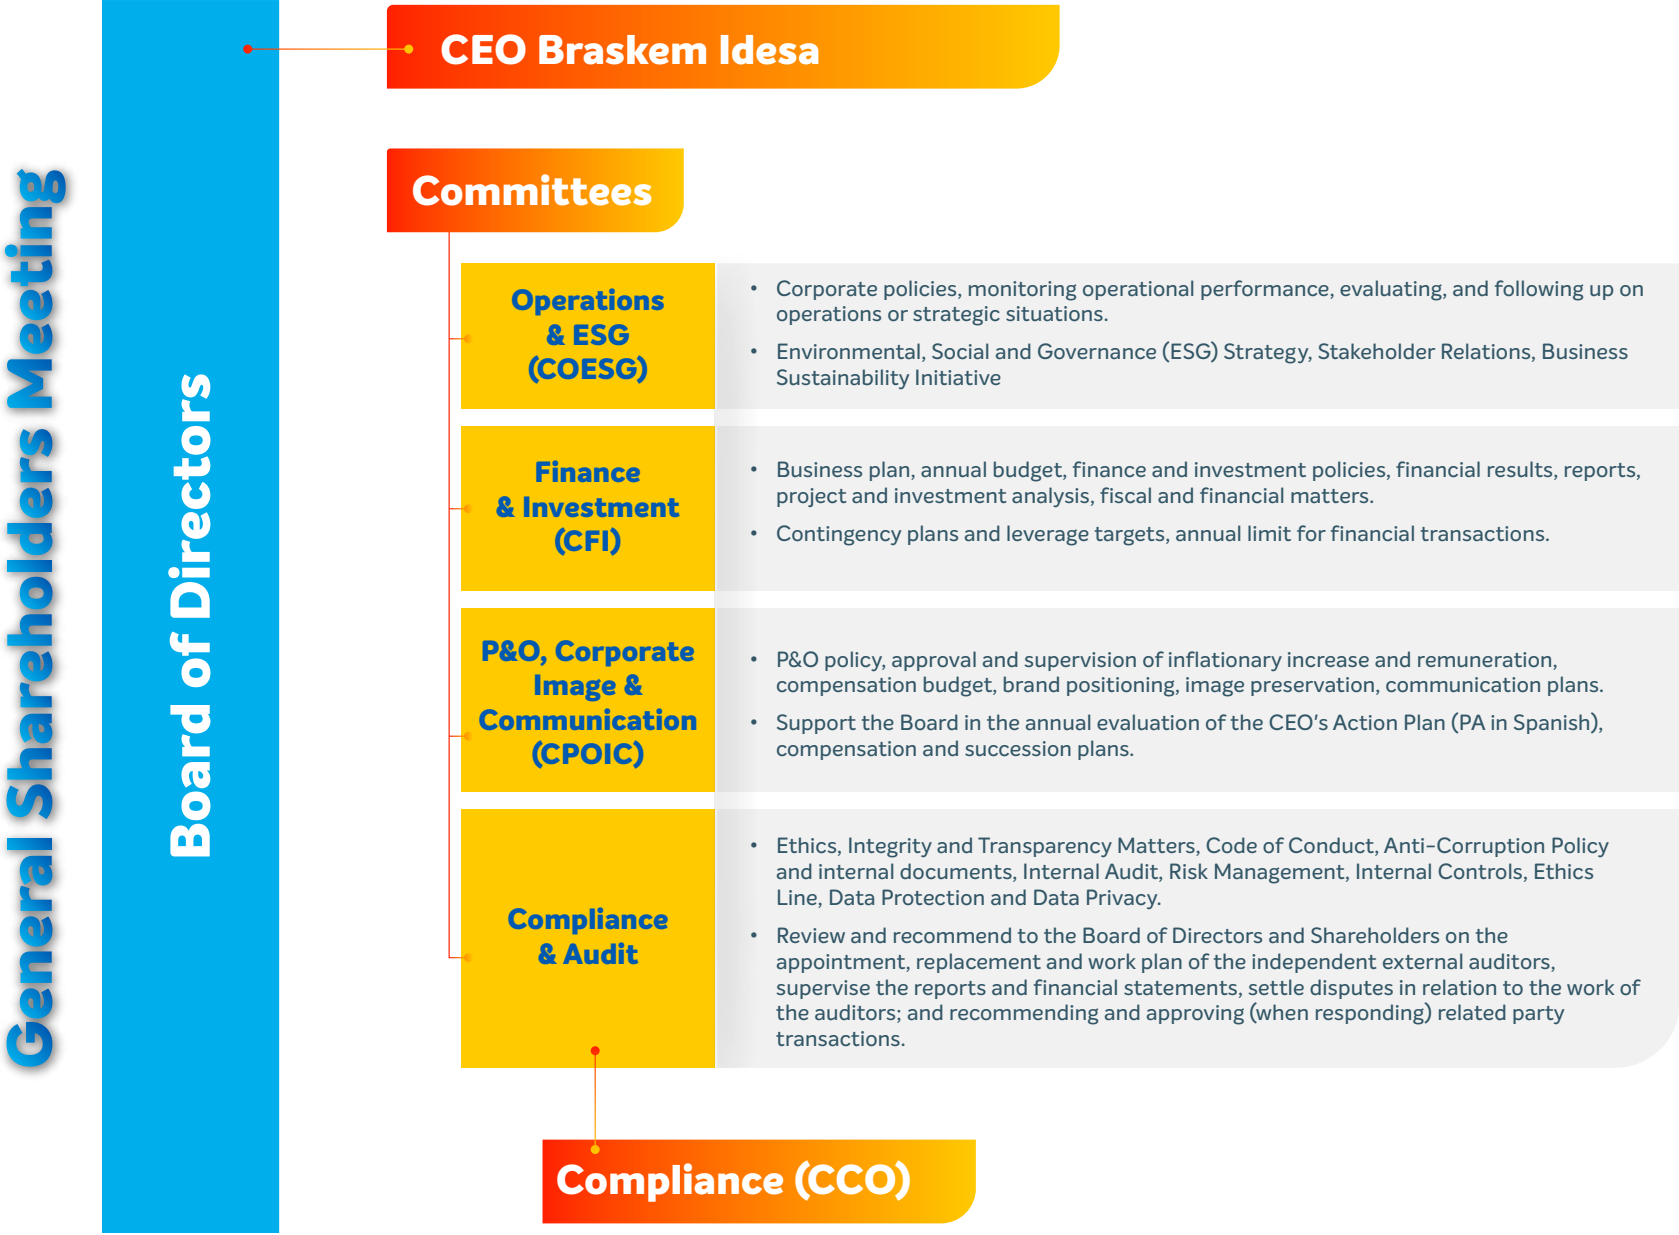 General Shareholders Meeting
Board of Directors
CEO Braskem Idesa
Committees
Operations
& ESG
(COESG)
• Corporate policies, monitoring operational performance, evaluating, and following up on
operations or strategic situations.
• Environmental, Social and Governance (ESG) Strategy, Stakeholder Relations, Business
Sustainability Initiative
Finance
& Investment
(CFI)
• Business plan, annual budget, finance and investment policies, financial results, reports,
project and investment analysis, fiscal and financial matters.
• Contingency plans and leverage targets, annual limit for financial transactions.
P&O, Corporate
Image &
Communication
(CPOIC)
• P&O policy, approval and supervision of inflationary increase and remuneration,
compensation budget, brand positioning, image preservation, communication plans.
• Support the Board in the annual evaluation of the CEO's Action Plan (PA in Spanish),
compensation and succession plans.
Compliance
& Audit
• Ethics, Integrity and Transparency Matters, Code of Conduct, Anti-Corruption Policy
and internal documents, Internal Audit, Risk Management, Internal Controls, Ethics
Line, Data Protection and Data Privacy.
• Review and recommend to the Board of Directors and Shareholders on the
appointment, replacement and work plan of the independent external auditors,
supervise the reports and financial statements, settle disputes in relation to the work of
the auditors; and recommending and approving (when responding) related party
transactions.
Compliance (CCO)